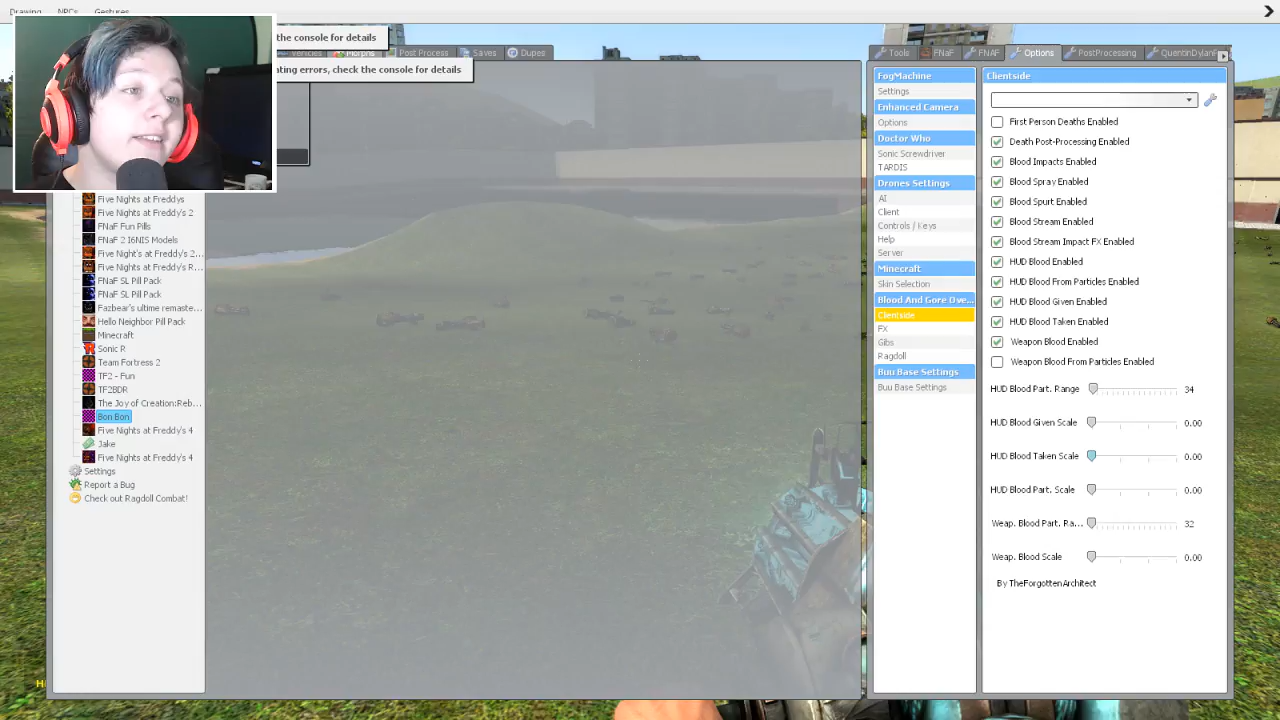 Drawing NPCs Gestures
the console for details
ating errors, check the console for details
Vehicles
Morphs
Post Process
Saves
Dupes
Five Nights at Freddys
Five Nights at Freddy's 2
FNaF Fun Pills
FNaF 2 I6NIS Models
Five Night's at Freddy's 2...
Five Nights at Freddy's R...
FNaF SL Pill Pack
FNaF SL Pill Pack
Fazbear's ultime remaste...
Hello Neighbor Pill Pack
Minecraft
Sonic R
Team Fortress 2
TF2 - Fun
TF2BDR
The Joy of Creation:Reb...
Bon Bon
Five Nights at Freddy's 4
Jake
Five Nights at Freddy's 4
Settings
Report a Bug
Check out Ragdoll Combat!
Tools
FNaF
FNAF
Options
PostProcessing
QuentinDylanP
FogMachine
Settings
Enhanced Camera
Options
Doctor Who
Sonic Screwdriver
TARDIS
Drones Settings
AI
Client
Controls / Keys
Help
Server
Minecraft
Skin Selection
Blood And Gore Ove...
Clientside
FX
Gibs
Ragdoll
Buu Base Settings
Buu Base Settings
Clientside
First Person Deaths Enabled
Death Post-Processing Enabled
Blood Impacts Enabled
Blood Spray Enabled
Blood Spurt Enabled
Blood Stream Enabled
Blood Stream Impact FX Enabled
HUD Blood Enabled
HUD Blood From Particles Enabled
HUD Blood Given Enabled
HUD Blood Taken Enabled
Weapon Blood Enabled
Weapon Blood From Particles Enabled
HUD Blood Part. Range 34
HUD Blood Given Scale 0.00
HUD Blood Taken Scale 0.00
HUD Blood Part. Scale 0.00
Weap. Blood Part. Ra... 32
Weap. Blood Scale 0.00
By TheForgottenArchitect